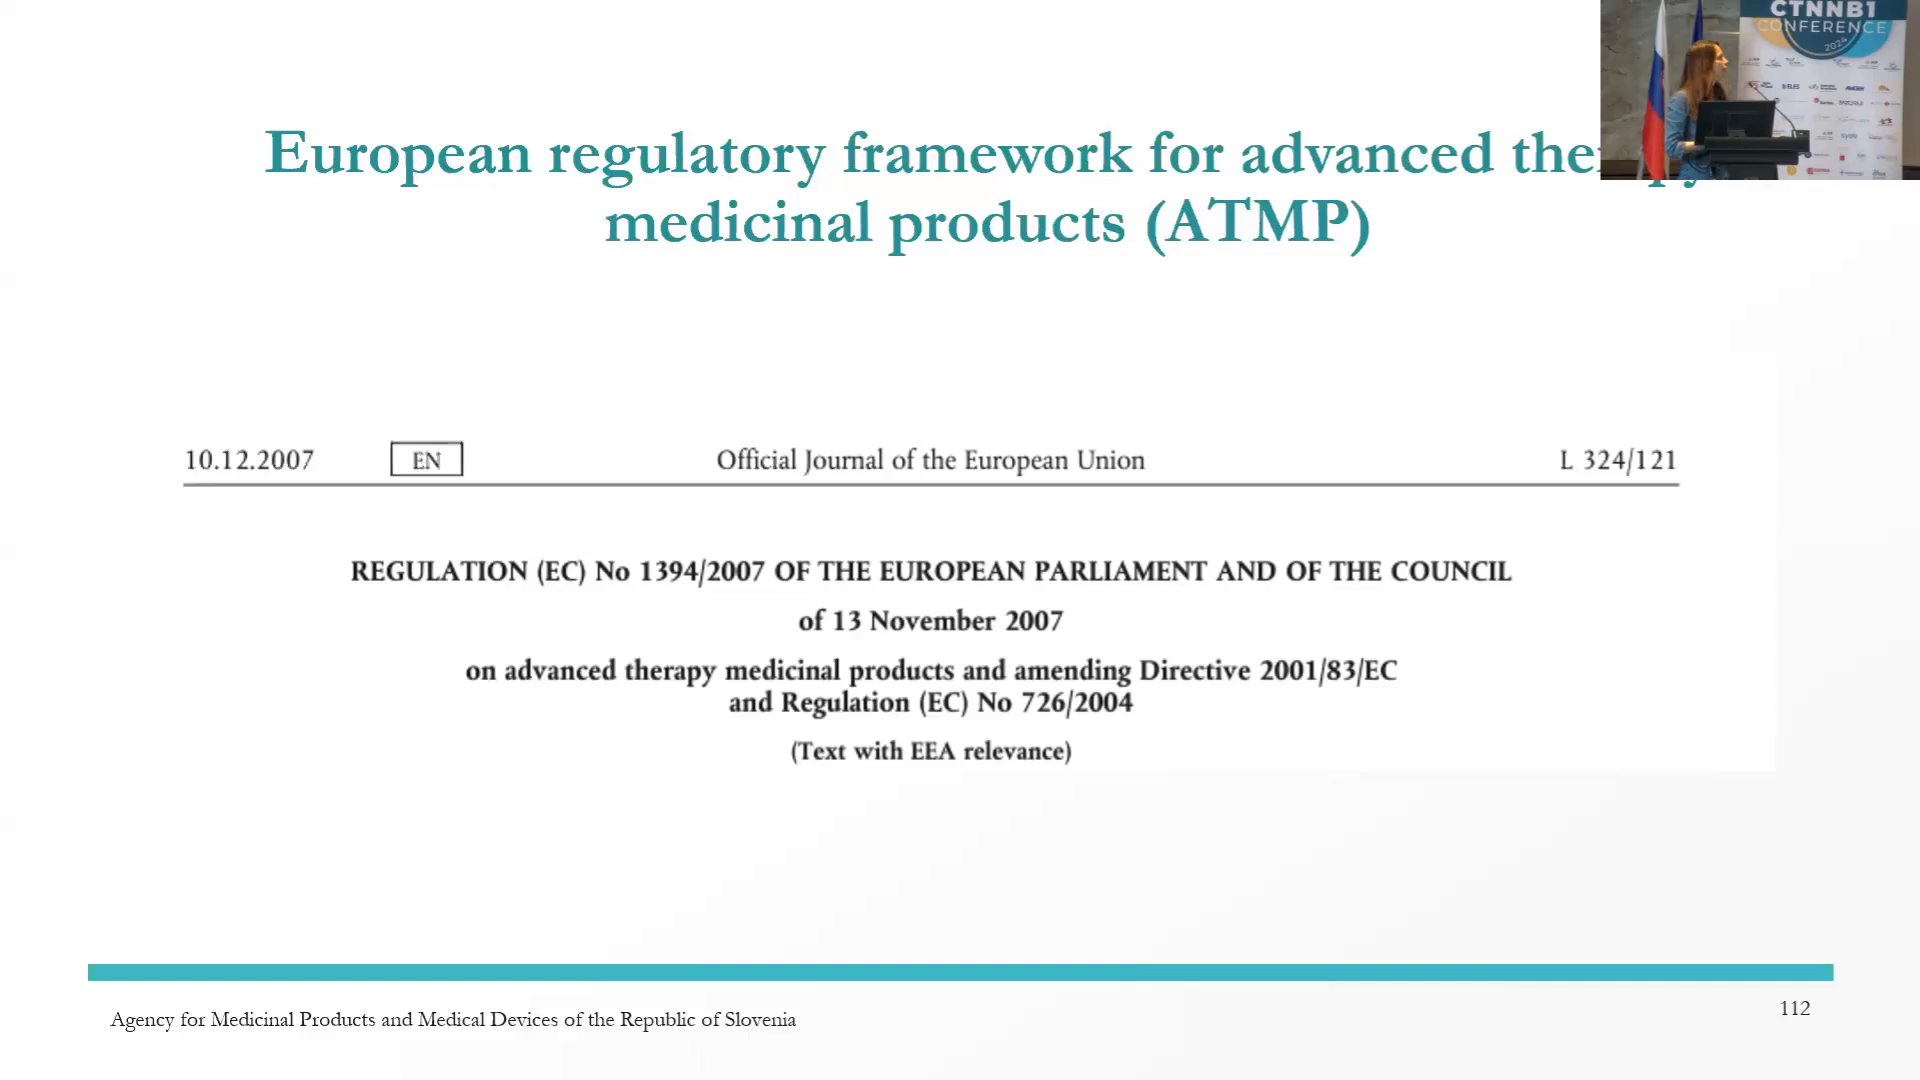 CTNNB1
CONFERENCE
2024
European regulatory framework for advanced
medicinal products (ATMP)
10.12.2007 EN Official Journal of the European Union L 324/121
REGULATION (EC) No 1394/2007 OF THE EUROPEAN PARLIAMENT AND OF THE COUNCIL
of 13 November 2007
on advanced therapy medicinal products and amending Directive 2001/83/EC
and Regulation (EC) No 726/2004
(Text with EEA relevance)
Agency for Medicinal Products and Medical Devices of the Republic of Slovenia
112